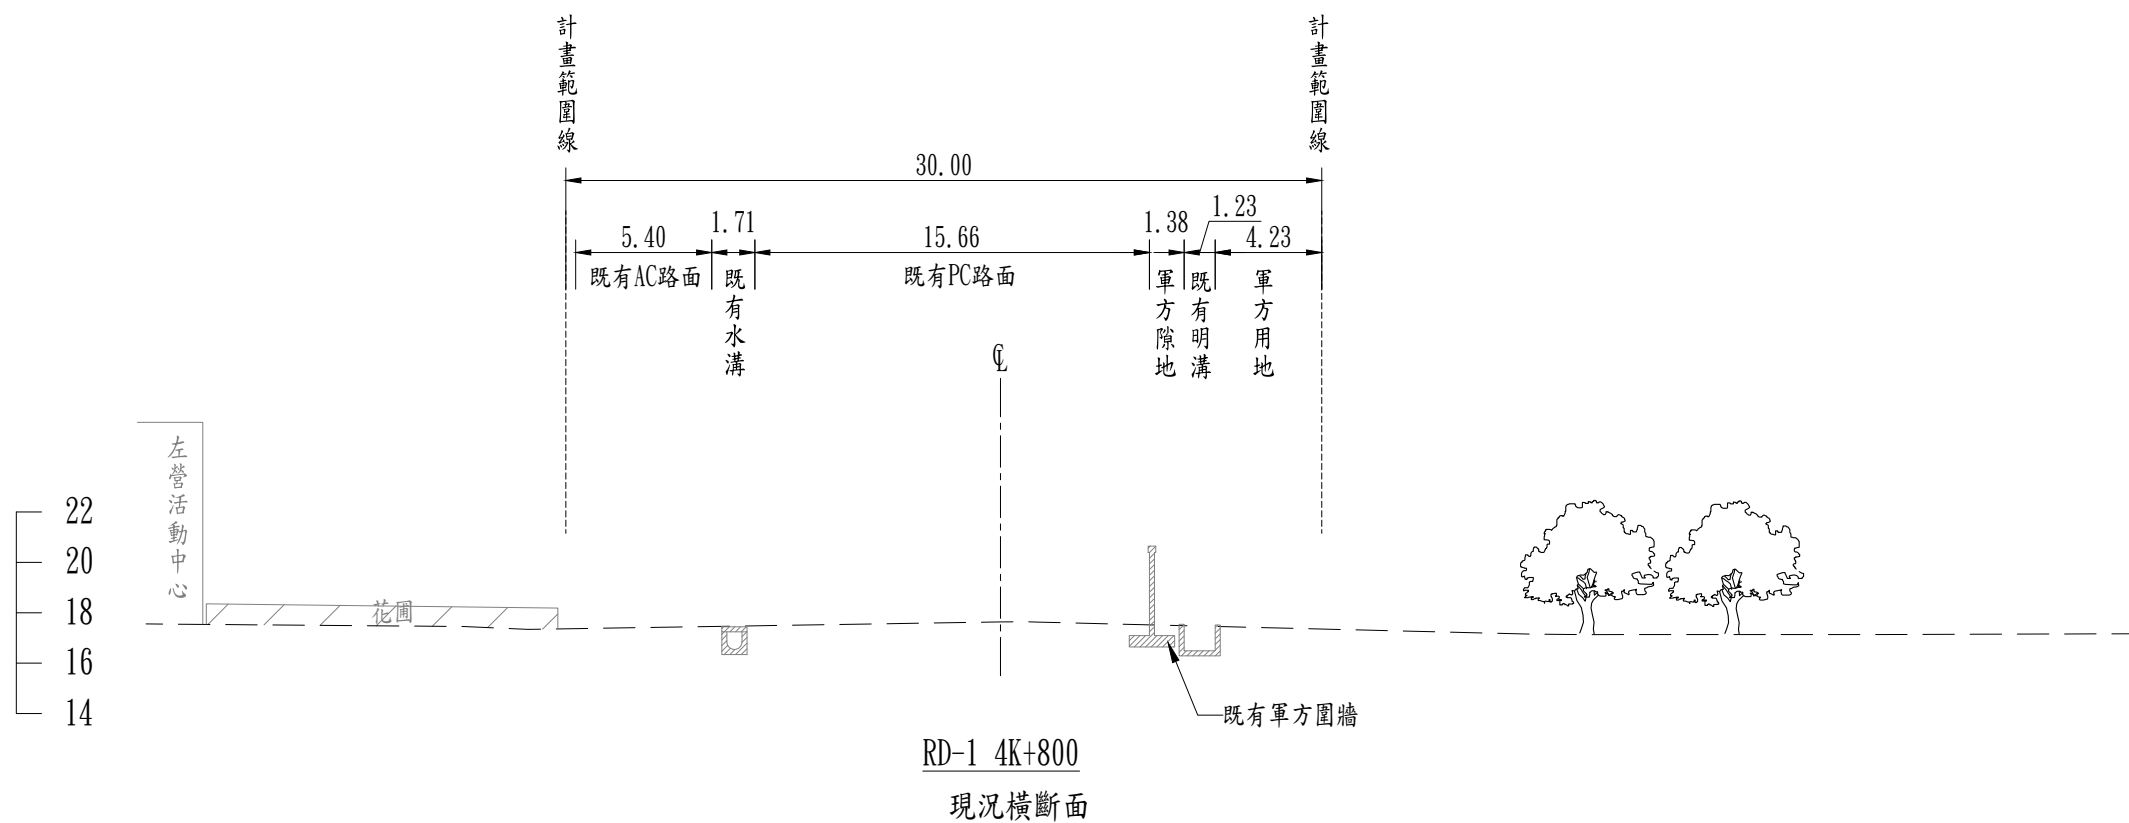 計畫範圍線
計畫範圍線
30.00
5.40
1.71
15.66
1.38
1.23
4.23
既有AC路面
既有水溝
既有PC路面
軍方隙地
既有明溝
軍方用地
℄
左營活動中心
花圃
22
20
18
16
14
既有軍方圍牆
RD-1 4K+800
現況橫斷面